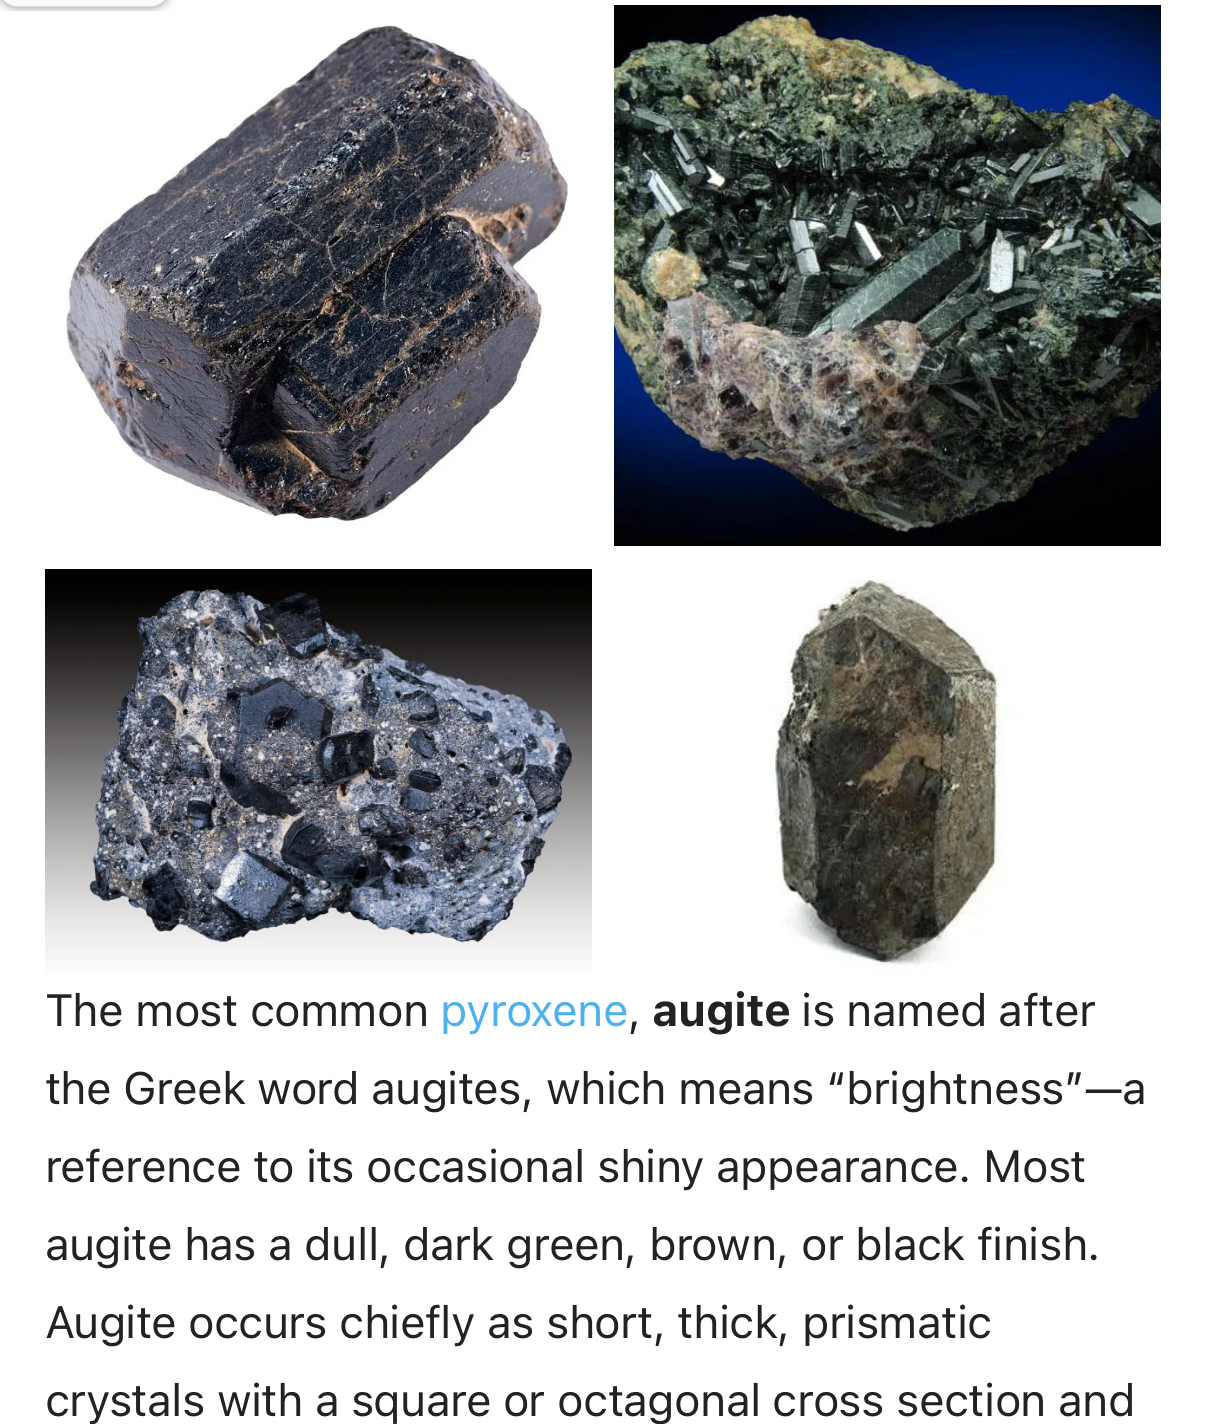 The most common pyroxene, augite is named after
the Greek word augites, which means “brightness”—a
reference to its occasional shiny appearance. Most
augite has a dull, dark green, brown, or black finish.
Augite occurs chiefly as short, thick, prismatic
crystals with a square or octagonal cross section and